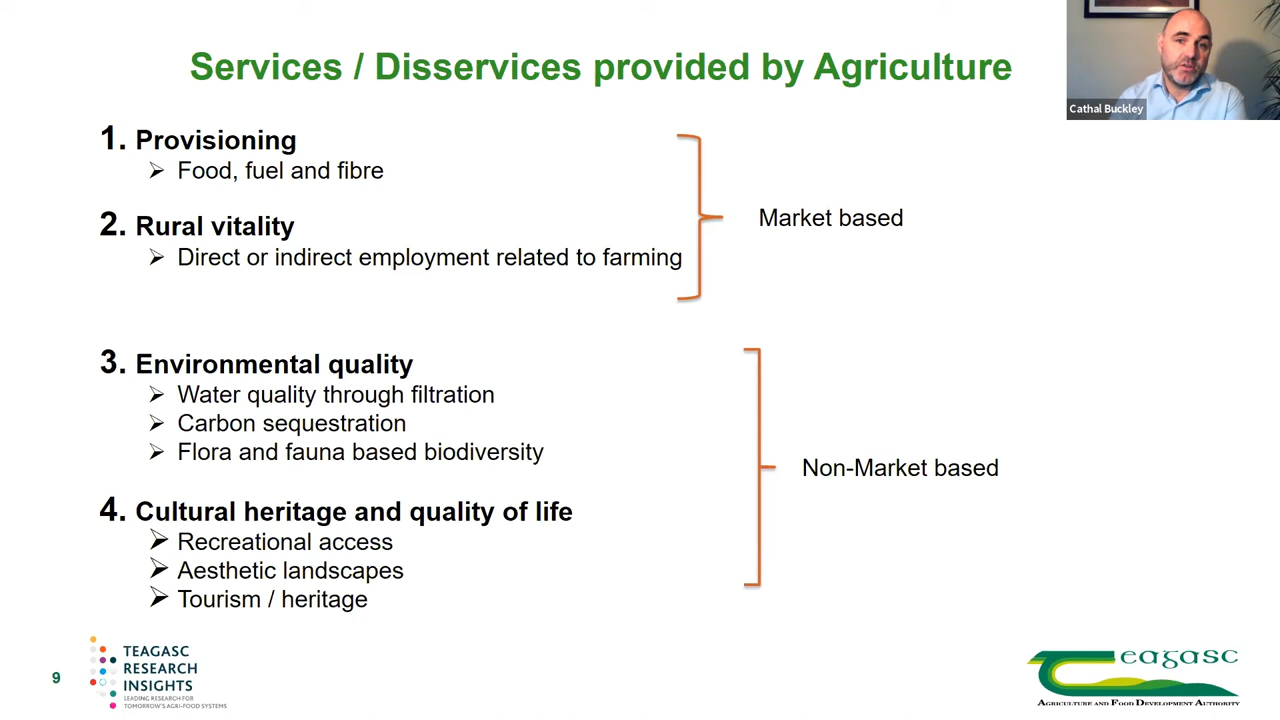 Services / Disservices provided by Agriculture
Cathal Buckley
1. Provisioning
Food, fuel and fibre
2. Rural vitality
Direct or indirect employment related to farming
Market based
3. Environmental quality
Water quality through filtration
Carbon sequestration
Flora and fauna based biodiversity
Non-Market based
4. Cultural heritage and quality of life
Recreational access
Aesthetic landscapes
Tourism / heritage
9
TEAGASC
RESEARCH
INSIGHTS
LEADING RESEARCH FOR
TOMORROW'S AGRI-FOOD SYSTEMS
Teagasc
AGRICULTURE AND FOOD DEVELOPMENT AUTHORITY